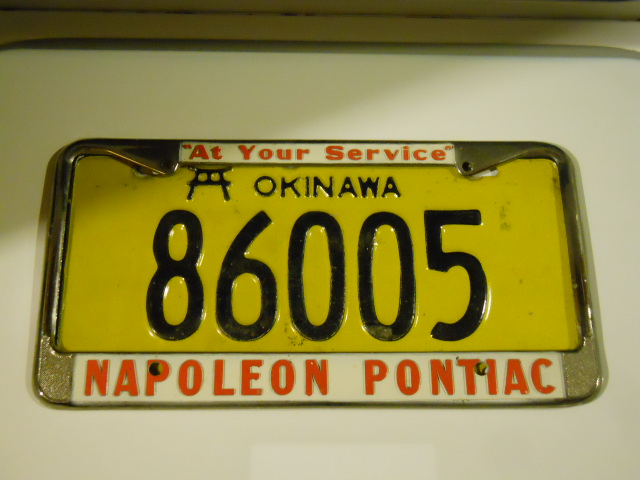 "At Your Service"
OKINAWA
86005
NAPOLEON PONTIAC